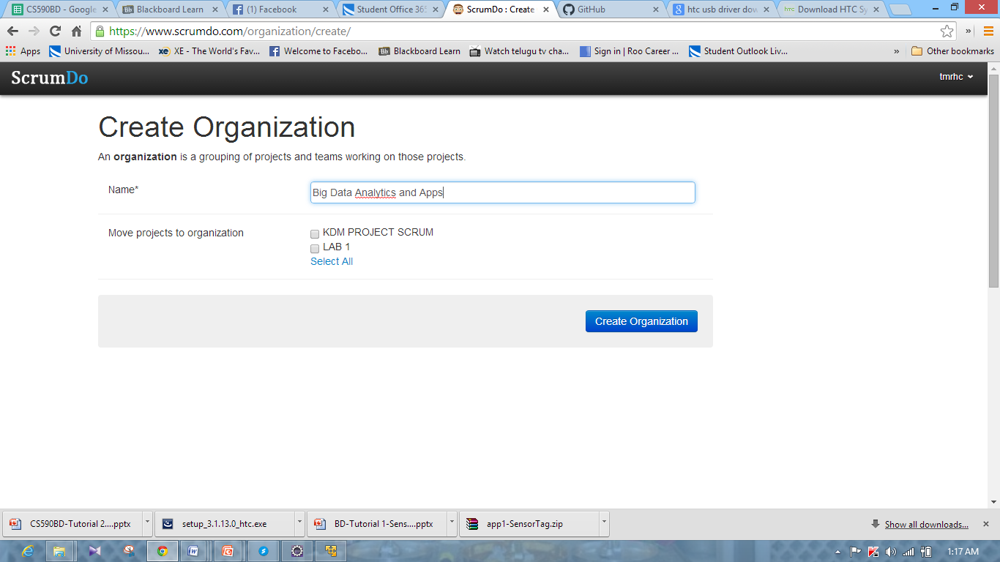 CS590BD - Google
Blackboard Learn
(1) Facebook
Student Office 365
ScrumDo : Create
GitHub
htc usb driver dow
Download HTC Sy
https://www.scrumdo.com/organization/create/
Apps
University of Missou...
XE - The World's Fav...
Welcome to Facebo...
Blackboard Learn
Watch telugu tv cha...
Sign in | Roo Career ...
Student Outlook Liv...
»
Other bookmarks
ScrumDo
tmrhc
Create Organization
An organization is a grouping of projects and teams working on those projects.
Name*
Big Data Analytics and Apps
Move projects to organization
KDM PROJECT SCRUM
LAB 1
Select All
Create Organization
CS590BD-Tutorial 2....pptx
setup_3.1.13.0_htc.exe
BD-Tutorial 1-Sens....pptx
app1-SensorTag.zip
Show all downloads...
1:17 AM